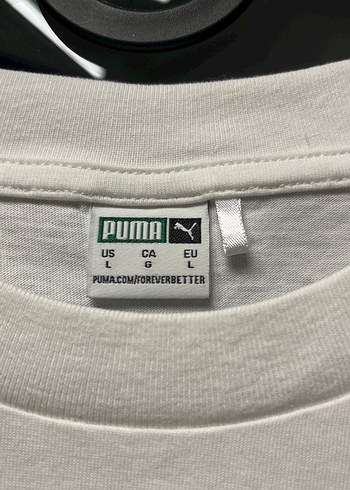 PUMA
US CA EU
L G L
PUMA.COM/FOREVERBETTER